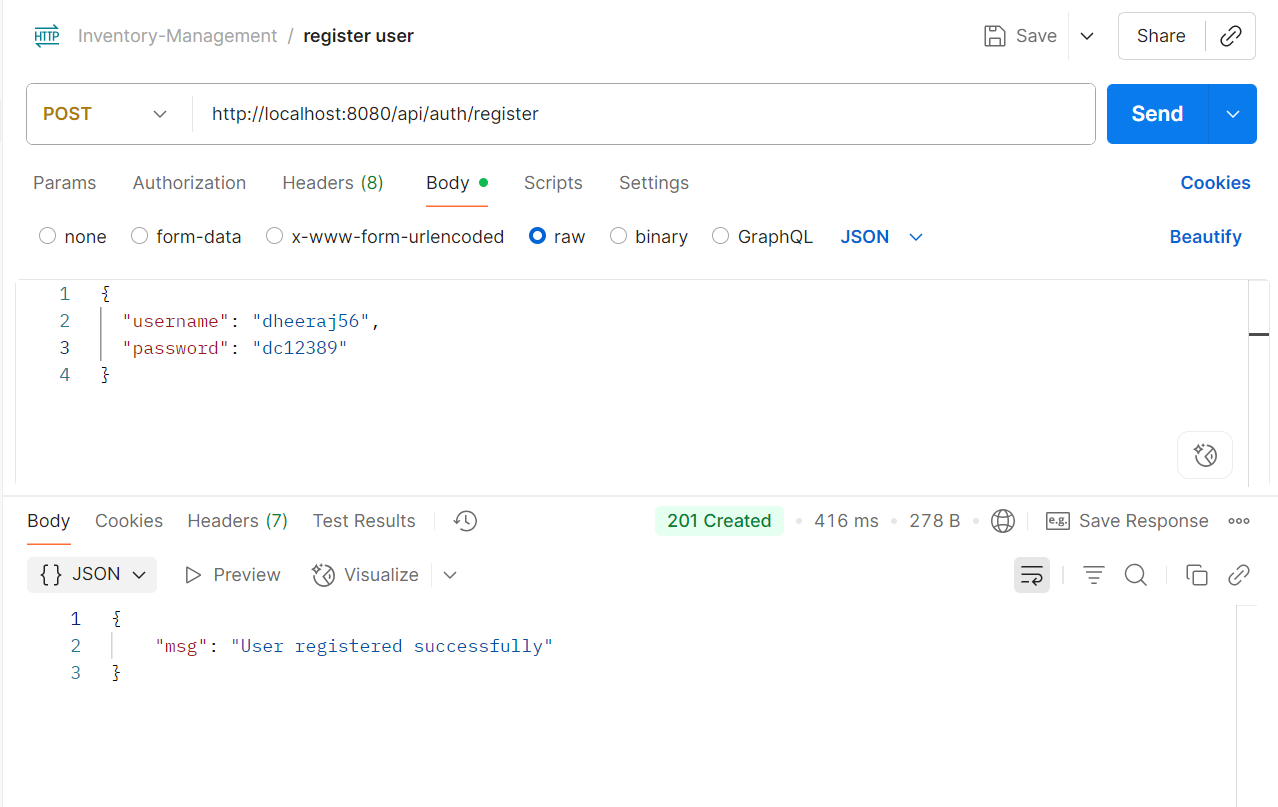 HTTP Inventory-Management / register user Save Share
POST http://localhost:8080/api/auth/register Send
Params Authorization Headers (8) Body Scripts Settings Cookies
none form-data x-www-form-urlencoded raw binary GraphQL JSON Beautify
1 {
2 "username": "dheeraj56",
3 "password": "dc12389"
4 }
Body Cookies Headers (7) Test Results 201 Created • 416 ms • 278 B • e.g. Save Response
{} JSON Preview Visualize
1 {
2 "msg": "User registered successfully"
3 }